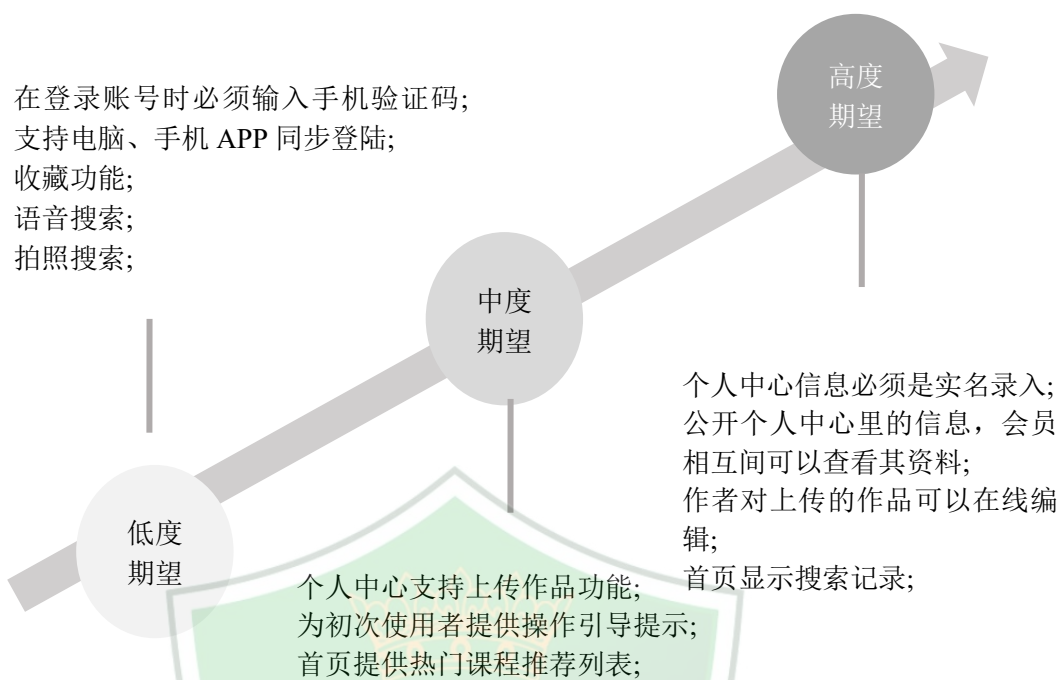 在登录账号时必须输入手机验证码;
支持电脑、手机 APP 同步登陆;
收藏功能;
语音搜索;
拍照搜索;
低度
期望
中度
期望
个人中心支持上传作品功能;
为初次使用者提供操作引导提示;
首页提供热门课程推荐列表;
高度
期望
个人中心信息必须是实名录入;
公开个人中心里的信息，会员
相互间可以查看其资料;
作者对上传的作品可以在线编
辑;
首页显示搜索记录;